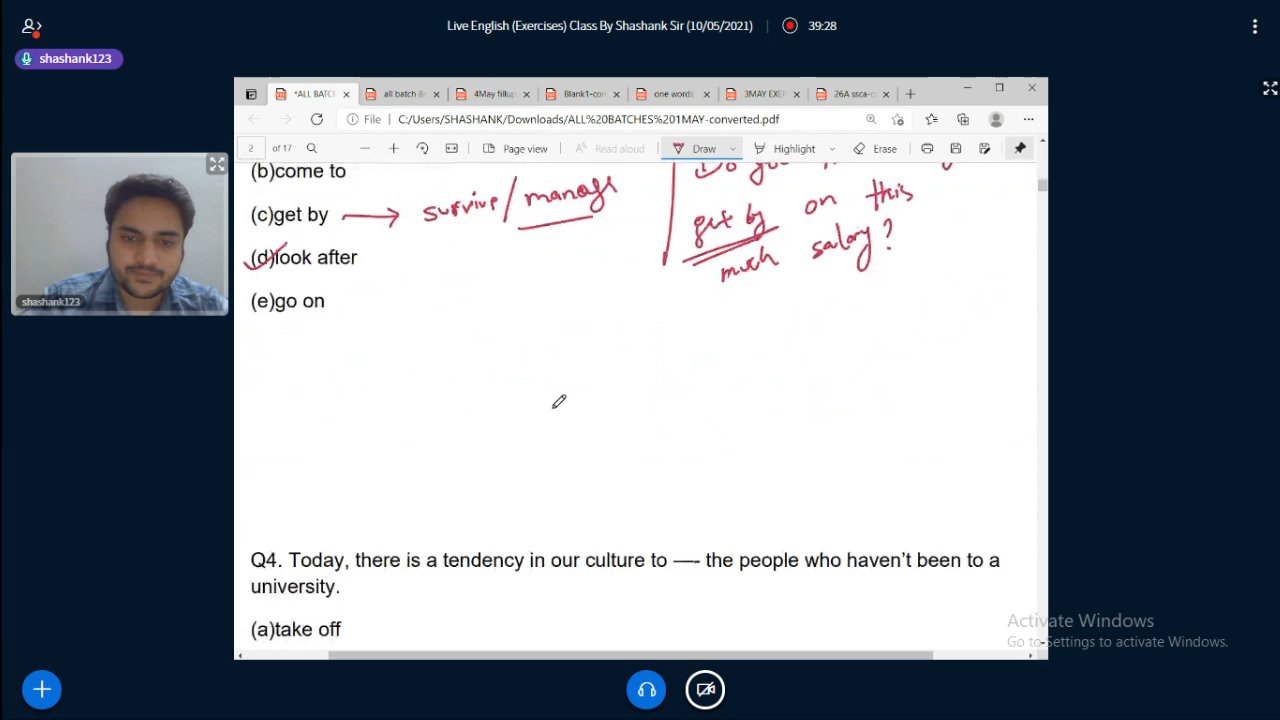 Live English (Exercises) Class By Shashank Sir (10/05/2021)
39:28
shashank123
*ALL BATC
all batch 8
4May fillup
Blank1-con
one words
3MAY EXE
26A ssca-c
File
C:/Users/SHASHANK/Downloads/ALL%20BATCHES%201MAY-converted.pdf
2 of 17
Page view
Read aloud
Draw
Highlight
Erase
(b)come to
(c)get by
survive/manage
get by on this
much salary?
(d)look after
shashank123
(e)go on
Q4. Today, there is a tendency in our culture to —- the people who haven't been to a
university.
(a)take off
Activate Windows
Go to Settings to activate Windows.